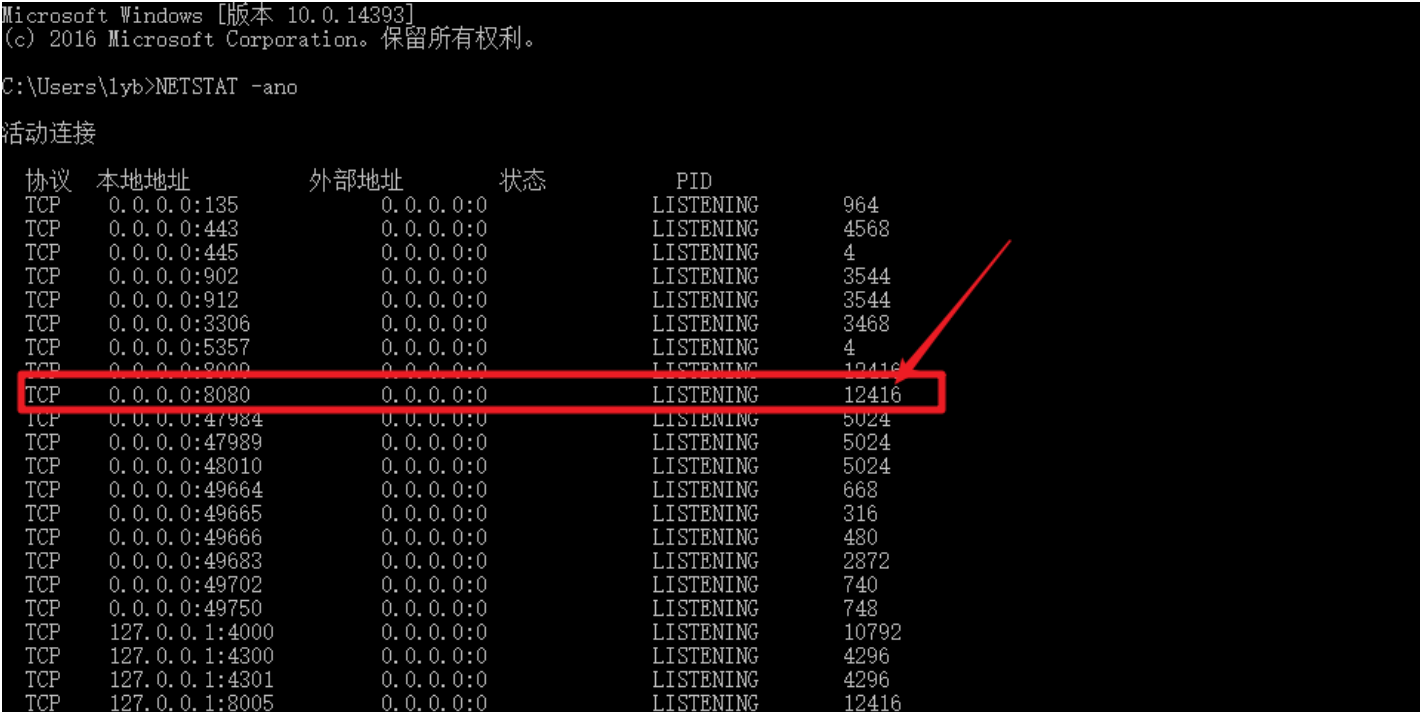 Microsoft Windows [版本 10.0.14393]
(c) 2016 Microsoft Corporation。保留所有权利。
C:\Users\lyb>NETSTAT -ano
活动连接
协议 本地地址 外部地址 状态 PID
TCP 0.0.0.0:135 0.0.0.0:0 LISTENING 964
TCP 0.0.0.0:443 0.0.0.0:0 LISTENING 4568
TCP 0.0.0.0:445 0.0.0.0:0 LISTENING 4
TCP 0.0.0.0:902 0.0.0.0:0 LISTENING 3544
TCP 0.0.0.0:912 0.0.0.0:0 LISTENING 3544
TCP 0.0.0.0:3306 0.0.0.0:0 LISTENING 3468
TCP 0.0.0.0:5357 0.0.0.0:0 LISTENING 4
TCP 0.0.0.0:8009 0.0.0.0:0 LISTENING 12416
TCP 0.0.0.0:8080 0.0.0.0:0 LISTENING 12416
TCP 0.0.0.0:47984 0.0.0.0:0 LISTENING 5024
TCP 0.0.0.0:47989 0.0.0.0:0 LISTENING 5024
TCP 0.0.0.0:48010 0.0.0.0:0 LISTENING 5024
TCP 0.0.0.0:49664 0.0.0.0:0 LISTENING 668
TCP 0.0.0.0:49665 0.0.0.0:0 LISTENING 316
TCP 0.0.0.0:49666 0.0.0.0:0 LISTENING 480
TCP 0.0.0.0:49683 0.0.0.0:0 LISTENING 2872
TCP 0.0.0.0:49702 0.0.0.0:0 LISTENING 740
TCP 0.0.0.0:49750 0.0.0.0:0 LISTENING 748
TCP 127.0.0.1:4000 0.0.0.0:0 LISTENING 10792
TCP 127.0.0.1:4300 0.0.0.0:0 LISTENING 4296
TCP 127.0.0.1:4301 0.0.0.0:0 LISTENING 4296
TCP 127.0.0.1:8005 0.0.0.0:0 LISTENING 12416